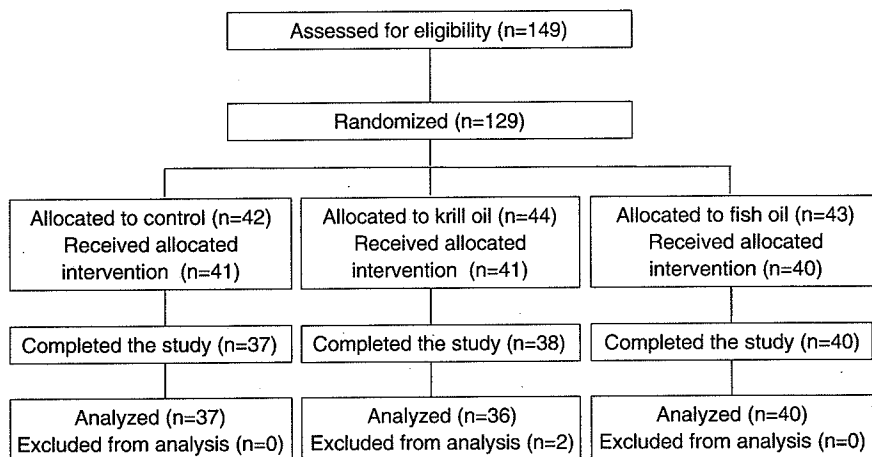 Assessed for eligibility (n=149)
Randomized (n=129)
Allocated to control (n=42)
Received allocated
intervention (n=41)
Allocated to krill oil (n=44)
Received allocated
intervention (n=41)
Allocated to fish oil (n=43)
Received allocated
intervention (n=40)
Completed the study (n=37)
Completed the study (n=38)
Completed the study (n=40)
Analyzed (n=37)
Excluded from analysis (n=0)
Analyzed (n=36)
Excluded from analysis (n=2)
Analyzed (n=40)
Excluded from analysis (n=0)